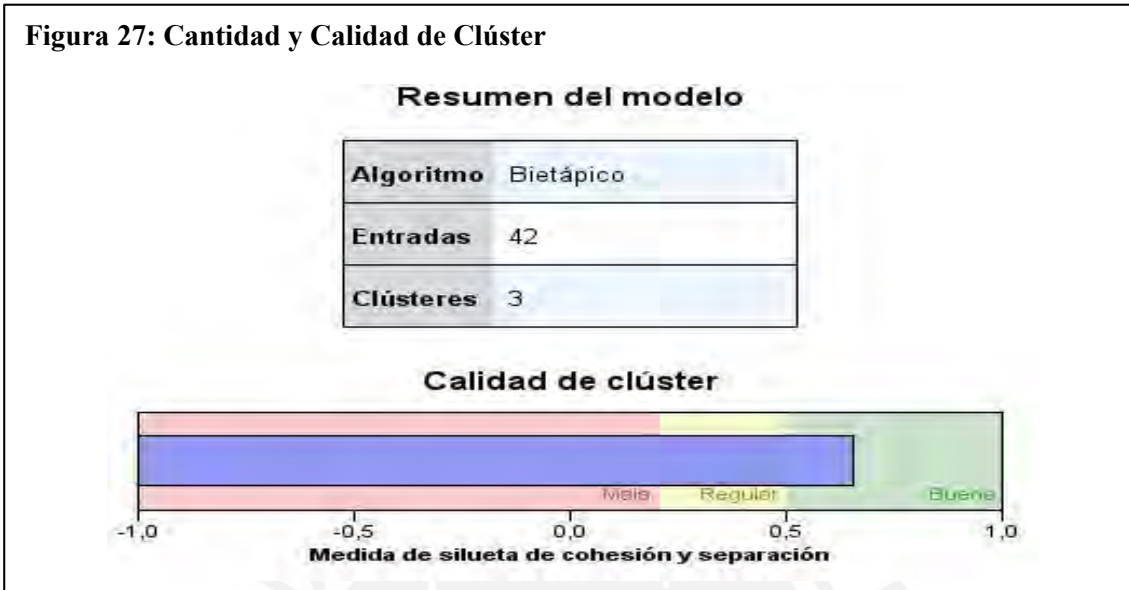 Figura 27: Cantidad y Calidad de Clúster
Resumen del modelo
Algoritmo Bietápico
Entradas 42
Clústeres 3
Calidad de clúster
Mala Regular Buena
-1,0 -0,5 0,0 0,5 1,0
Medida de silueta de cohesión y separación